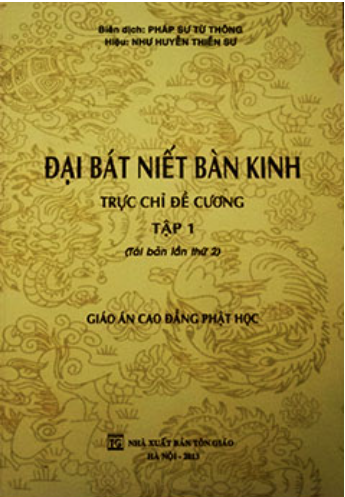 Biên dịch: PHÁP SƯ TỪ THÔNG
Hiệu: NHƯ HUYỄN THIỀN SƯ
ĐẠI BÁT NIẾT BÀN KINH
TRỰC CHỈ ĐỀ CƯƠNG
TẬP 1
(Tái bản lần thứ 2)
GIÁO ÁN CAO ĐẲNG PHẬT HỌC
TG NHÀ XUẤT BẢN TÔN GIÁO
HÀ NỘI - 2013